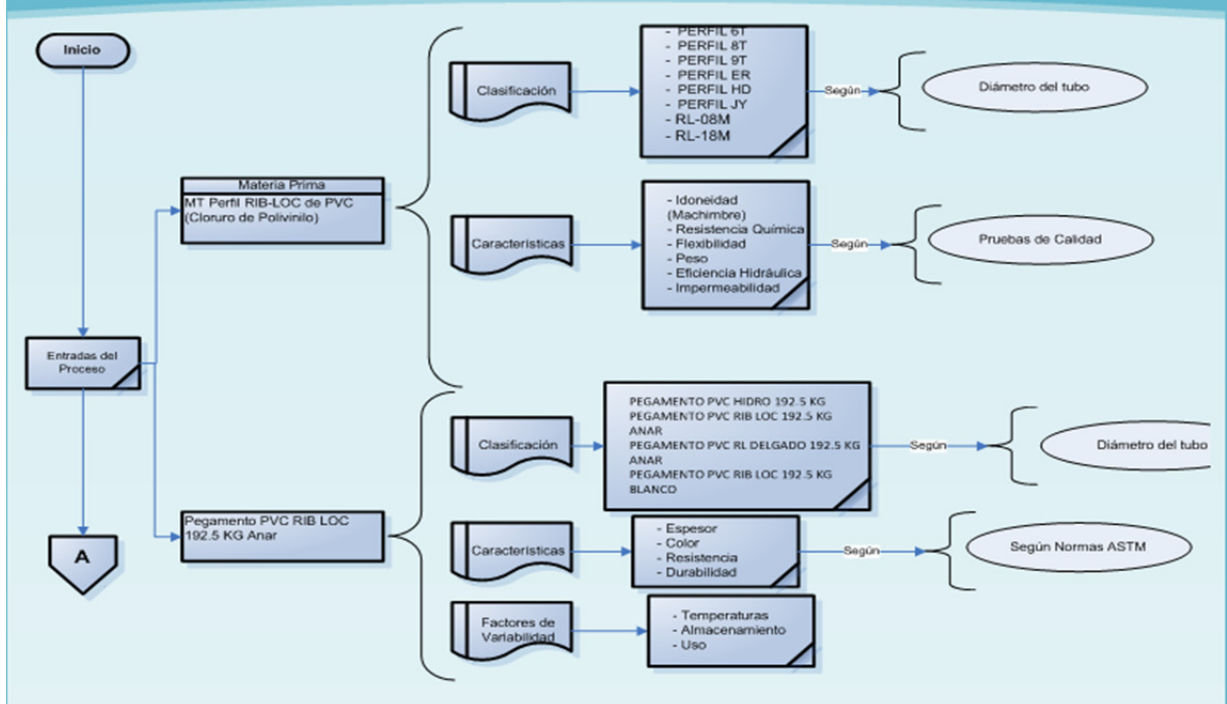 Inicio
Entradas del
Proceso
A
Materia Prima
MT Perfil RIB-LOC de PVC
(Cloruro de Polivinilo)
Clasificación
- PERFIL 6T
- PERFIL 8T
- PERFIL 9T
- PERFIL ER
- PERFIL HD
- PERFIL JY
- RL-08M
- RL-18M
Según
Diámetro del tubo
Características
- Idoneidad
(Machimbre)
- Resistencia Química
- Flexibilidad
- Peso
- Eficiencia Hidráulica
- Impermeabilidad
Según
Pruebas de Calidad
Pegamento PVC RIB LOC
192.5 KG Anar
Clasificación
PEGAMENTO PVC HIDRO 192.5 KG
PEGAMENTO PVC RIB LOC 192.5 KG
ANAR
PEGAMENTO PVC RL DELGADO 192.5 KG
ANAR
PEGAMENTO PVC RIB LOC 192.5 KG
BLANCO
Según
Diámetro del tubo
Características
- Espesor
- Color
- Resistencia
- Durabilidad
Según
Según Normas ASTM
Factores de
Variabilidad
- Temperaturas
- Almacenamiento
- Uso